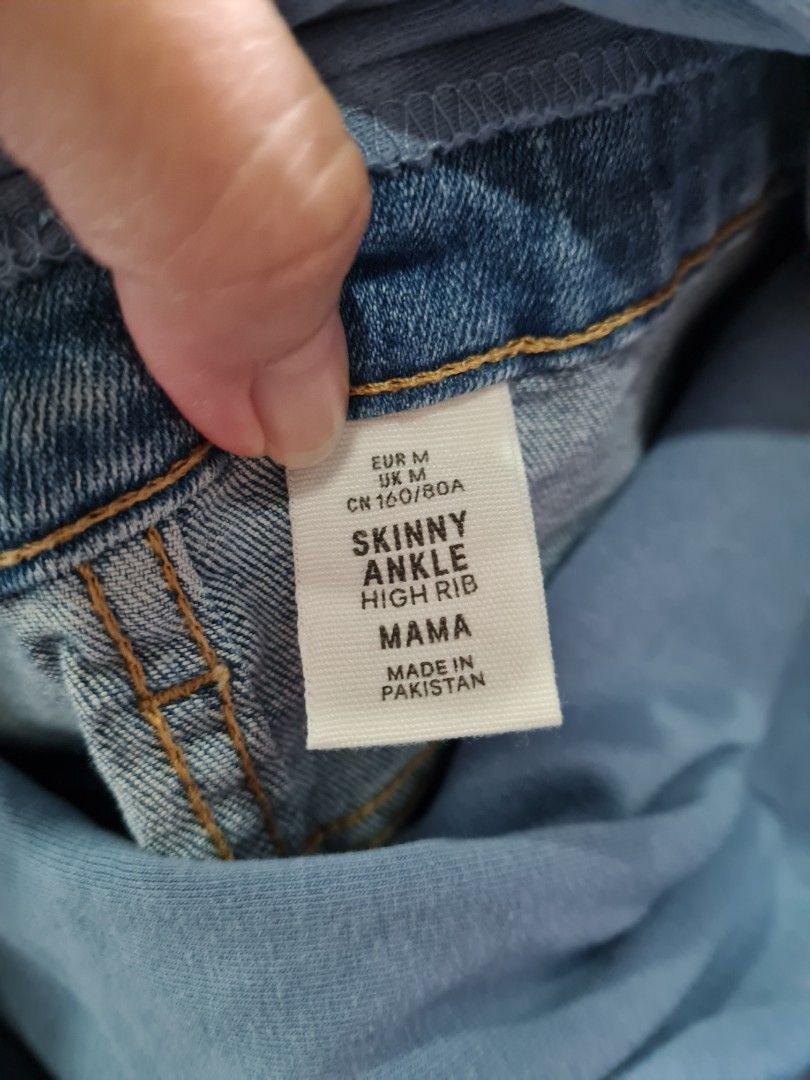 EUR M
UK M
CN 160/80A
SKINNY
ANKLE
HIGH RIB
MAMA
MADE IN
PAKISTAN